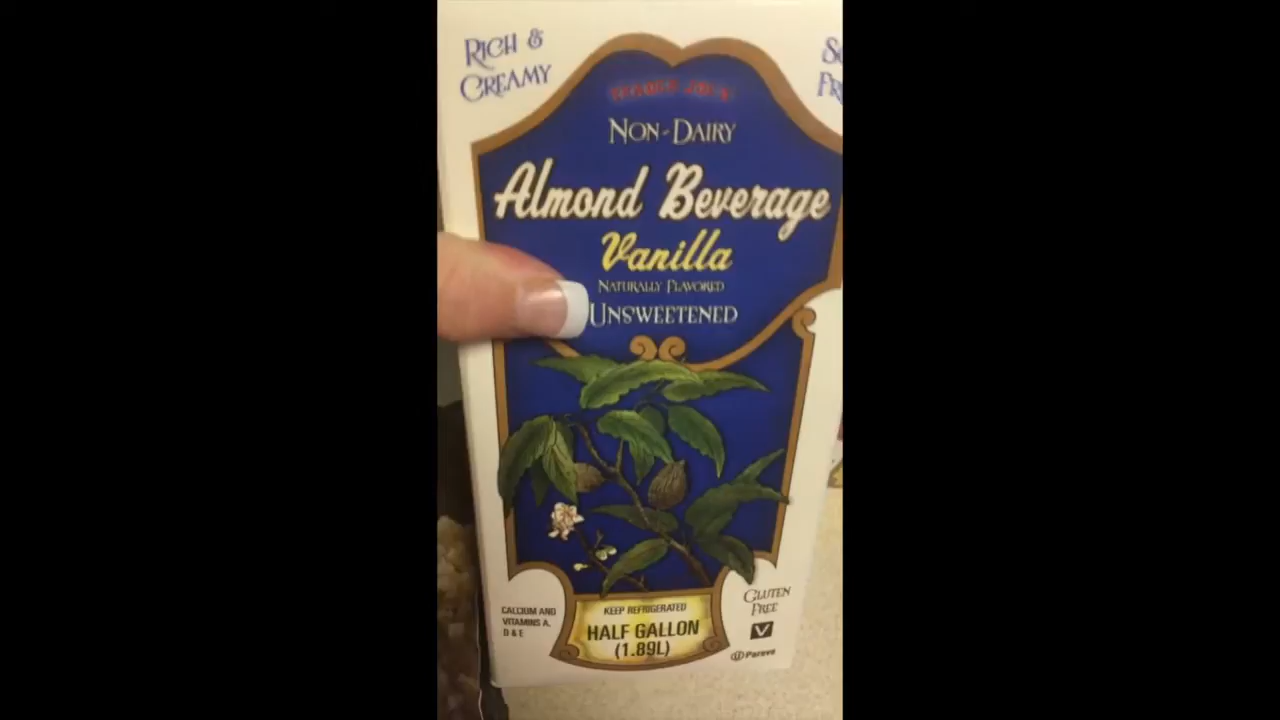 RICH &
CREAMY
TRADER JOE'S
NON-DAIRY
Almond Beverage
Vanilla
NATURALLY FLAVORED
UNSWEETENED
CALCIUM AND
VITAMINS A,
D & E
KEEP REFRIGERATED
HALF GALLON
(1.89L)
GLUTEN
FREE
V
U Pareve